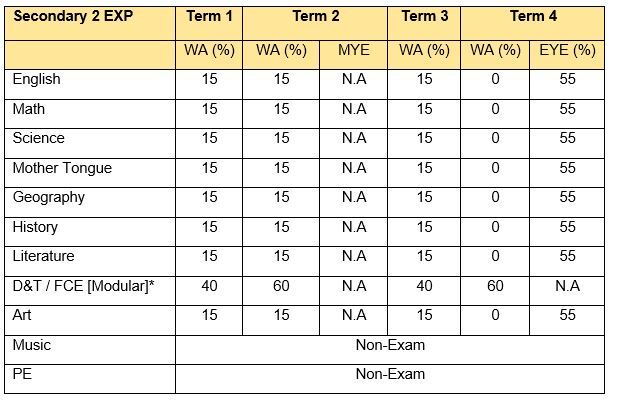 Secondary 2 EXP Term 1 Term 2 Term 3 Term 4
WA (%) WA (%) MYE WA (%) WA (%) EYE (%)
English 15 15 N.A 15 0 55
Math 15 15 N.A 15 0 55
Science 15 15 N.A 15 0 55
Mother Tongue 15 15 N.A 15 0 55
Geography 15 15 N.A 15 0 55
History 15 15 N.A 15 0 55
Literature 15 15 N.A 15 0 55
D&T / FCE [Modular]* 40 60 N.A 40 60 N.A
Art 15 15 N.A 15 0 55
Music Non-Exam
PE Non-Exam